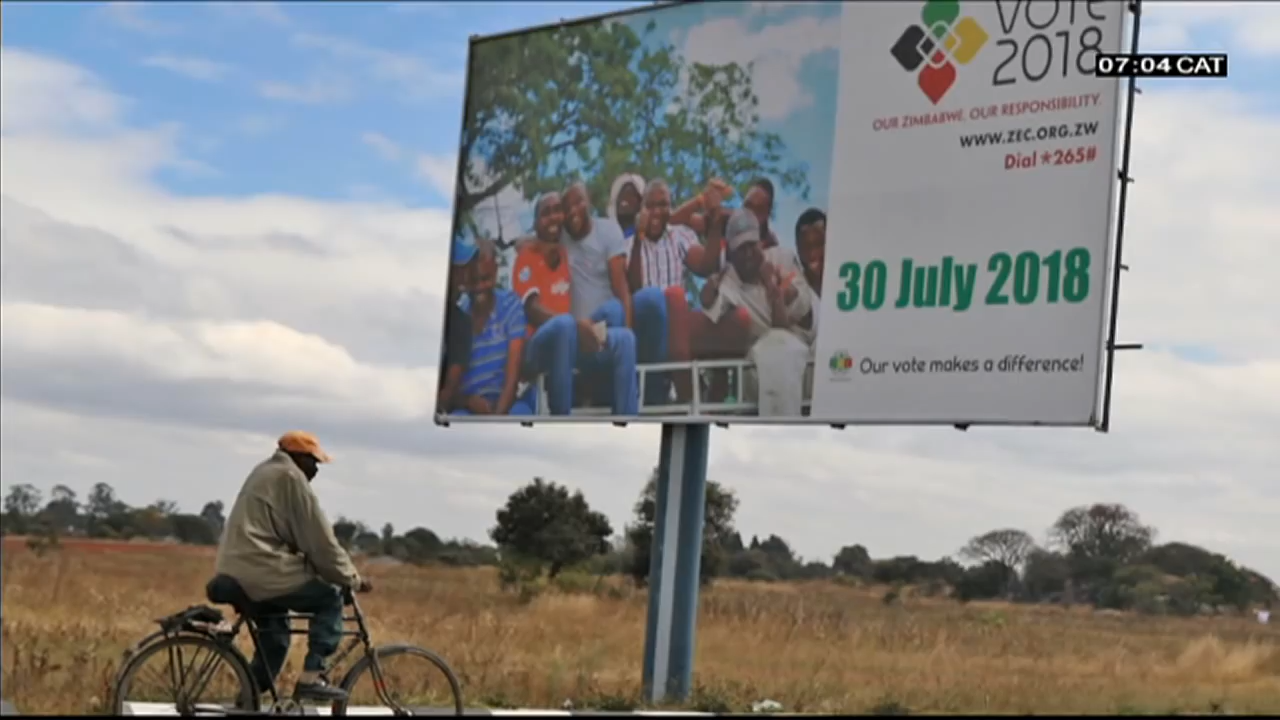 VOTE
2018
07:04 CAT
OUR ZIMBABWE, OUR RESPONSIBILITY.
WWW.ZEC.ORG.ZW
Dial *265#
30 July 2018
Our vote makes a difference!